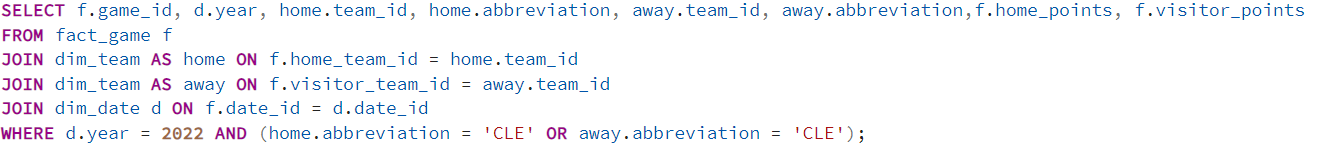 SELECT f.game_id, d.year, home.team_id, home.abbreviation, away.team_id, away.abbreviation,f.home_points, f.visitor_points
FROM fact_game f
JOIN dim_team AS home ON f.home_team_id = home.team_id
JOIN dim_team AS away ON f.visitor_team_id = away.team_id
JOIN dim_date d ON f.date_id = d.date_id
WHERE d.year = 2022 AND (home.abbreviation = 'CLE' OR away.abbreviation = 'CLE');